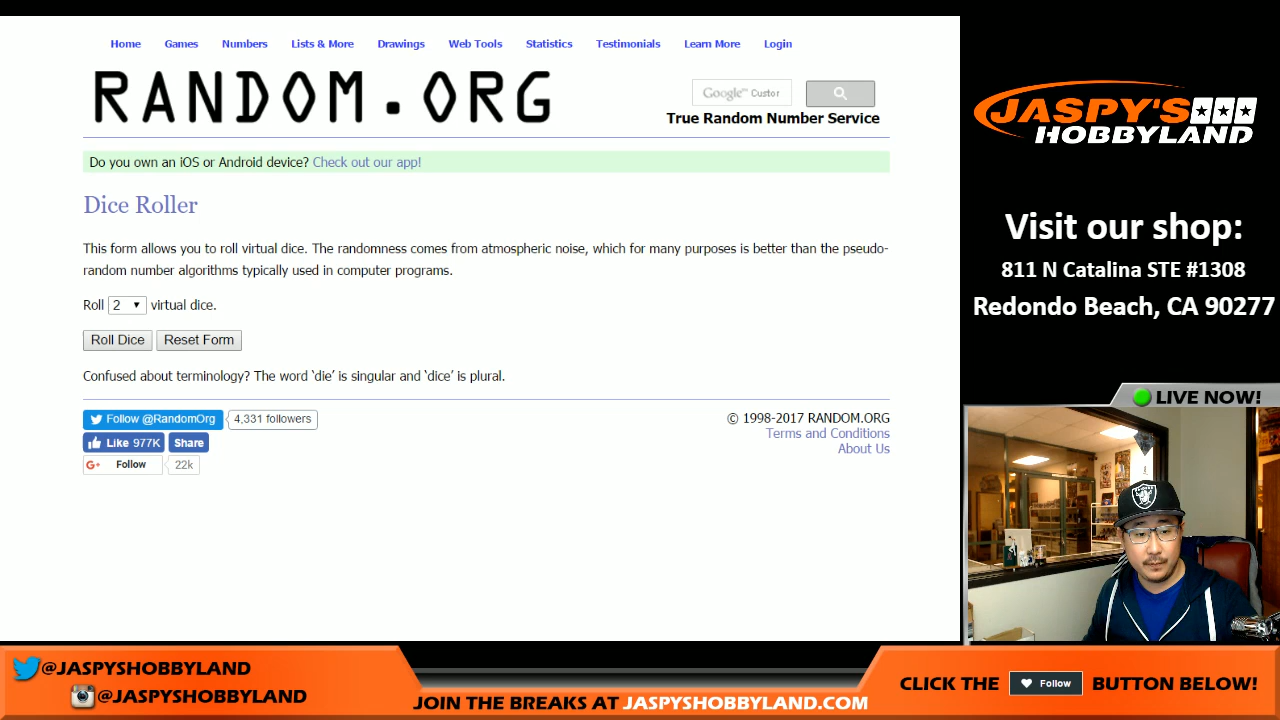 Home Games Numbers Lists & More Drawings Web Tools Statistics Testimonials Learn More Login
RANDOM.ORG
Google™ Custor
True Random Number Service
Do you own an iOS or Android device? Check out our app!
Dice Roller
This form allows you to roll virtual dice. The randomness comes from atmospheric noise, which for many purposes is better than the pseudo-
random number algorithms typically used in computer programs.
Roll 2 virtual dice.
Roll Dice Reset Form
Confused about terminology? The word ‘die’ is singular and ‘dice’ is plural.
Follow @RandomOrg 4,331 followers
Like 977K Share
G+ Follow 22k
© 1998-2017 RANDOM.ORG
Terms and Conditions
About Us
JASPY'S
HOBBYLAND
Visit our shop:
811 N Catalina STE #1308
Redondo Beach, CA 90277
LIVE NOW!
@JASPYSHOBBYLAND
@JASPYSHOBBYLAND
JOIN THE BREAKS AT JASPYSHOBBYLAND.COM
CLICK THE Follow BUTTON BELOW!